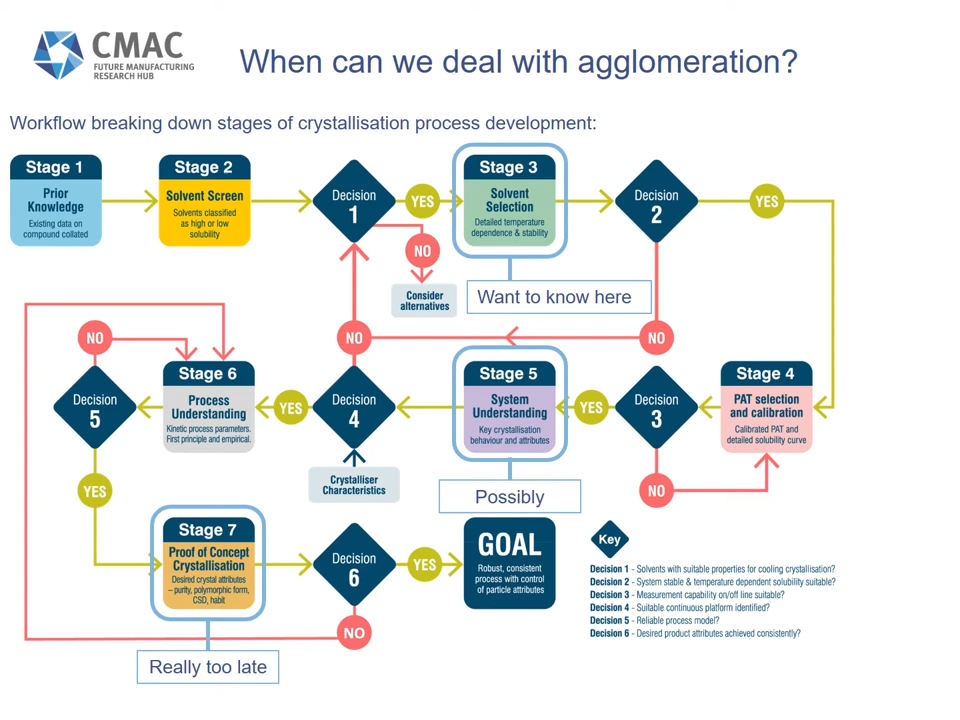 CMAC
FUTURE MANUFACTURING
RESEARCH HUB
When can we deal with agglomeration?
Workflow breaking down stages of crystallisation process development:
Stage 1
Prior
Knowledge
Existing data on
compound collated
Stage 2
Solvent Screen
Solvents classified
as high or low
solubility
Decision
1
YES
NO
Consider
alternatives
Stage 3
Solvent
Selection
Detailed temperature
dependence & stability
Want to know here
Decision
2
YES
NO
NO
Stage 4
PAT selection
and calibration
Calibrated PAT and
detailed solubility curve
Decision
3
NO
YES
Stage 5
System
Understanding
Key crystallisation
behaviour and attributes
Possibly
Decision
4
Crystalliser
Characteristics
YES
Stage 6
Process
Understanding
Kinetic process parameters.
First principle and empirical.
Decision
5
NO
YES
Stage 7
Proof of Concept
Crystallisation
Desired crystal attributes
– purity, polymorphic form,
CSD, habit
Really too late
Decision
6
YES
NO
GOAL
Robust, consistent
process with control
of particle attributes
Key
Decision 1 - Solvents with suitable properties for cooling crystallisation?
Decision 2 - System stable & temperature dependent solubility suitable?
Decision 3 - Measurement capability on/off line suitable?
Decision 4 - Suitable continuous platform identified?
Decision 5 - Reliable process model?
Decision 6 - Desired product attributes achieved consistently?